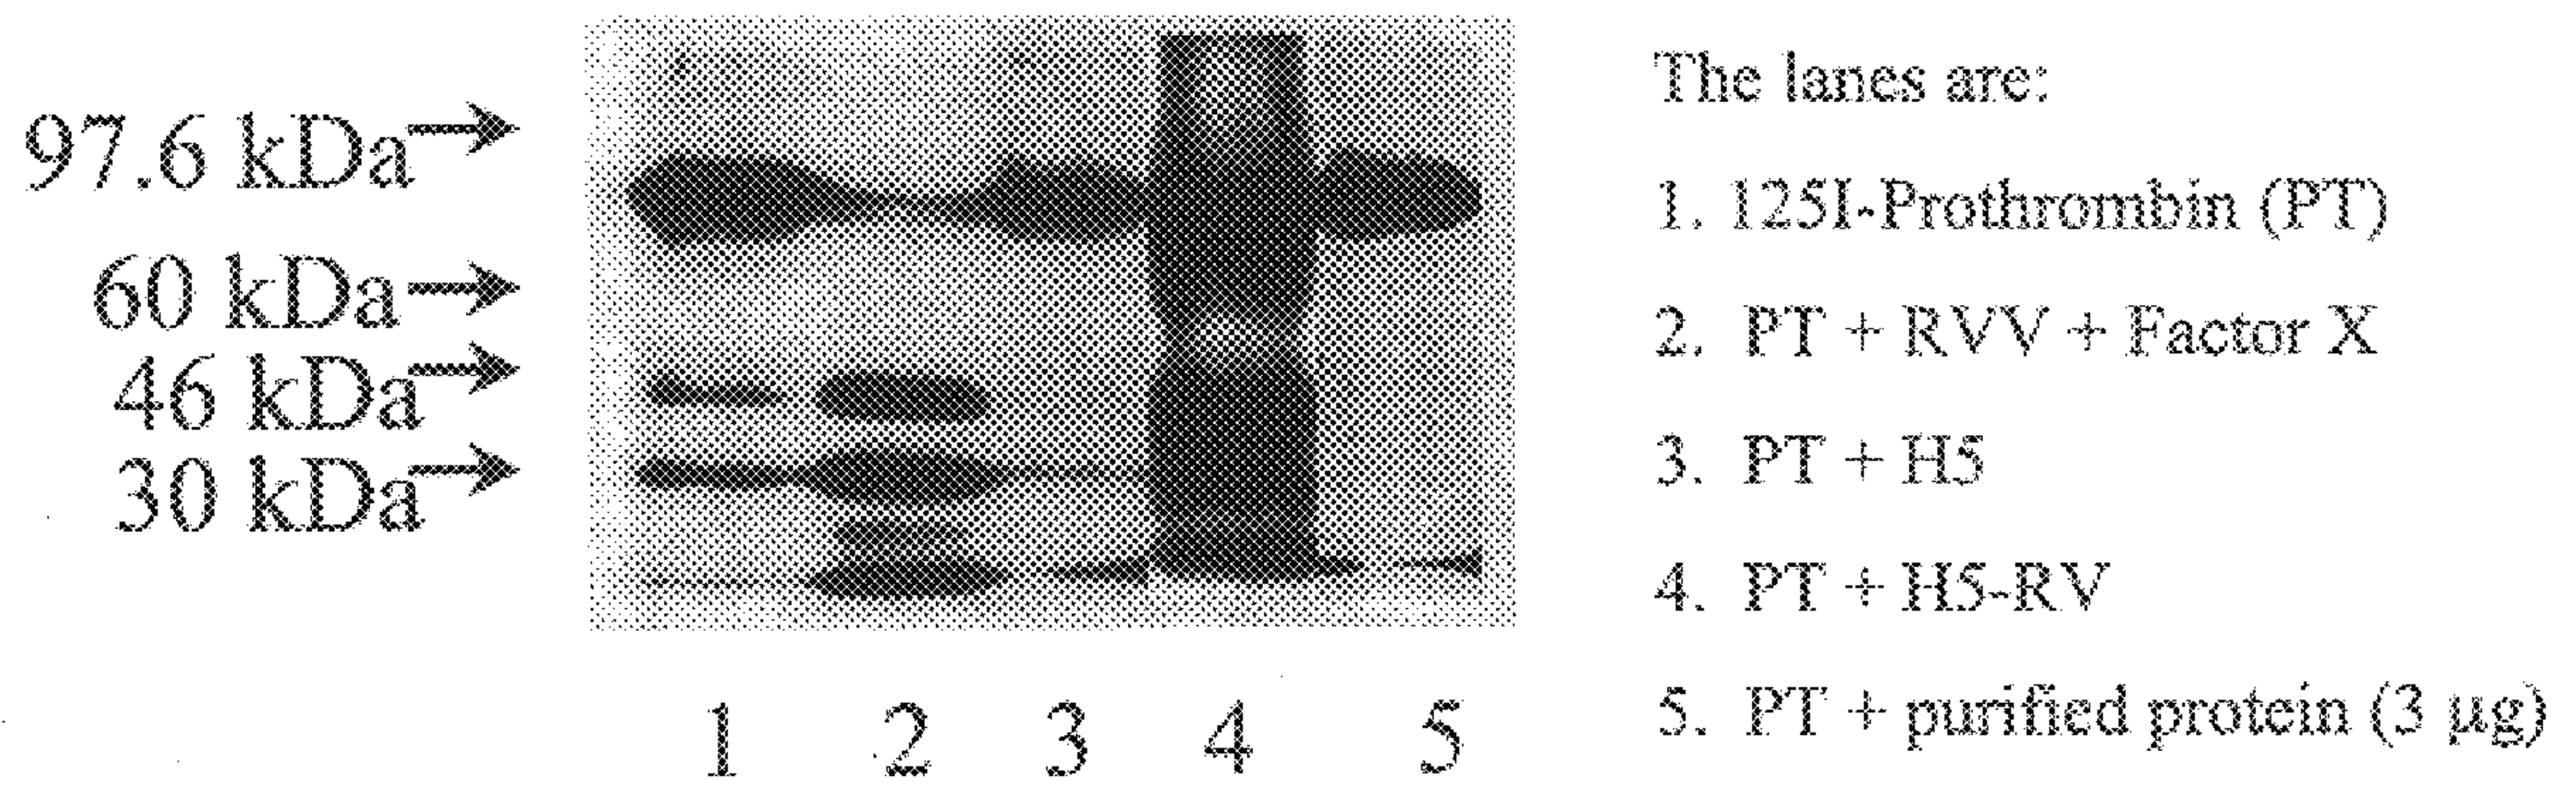 97.6 kDa
60 kDa
46 kDa
30 kDa
1 2 3 4 5
The lanes are:
1. 125I-Prothrombin (PT)
2. PT + RVV + Factor X
3. PT + H5
4. PT + H5-RV
5. PT + purified protein (3 µg)